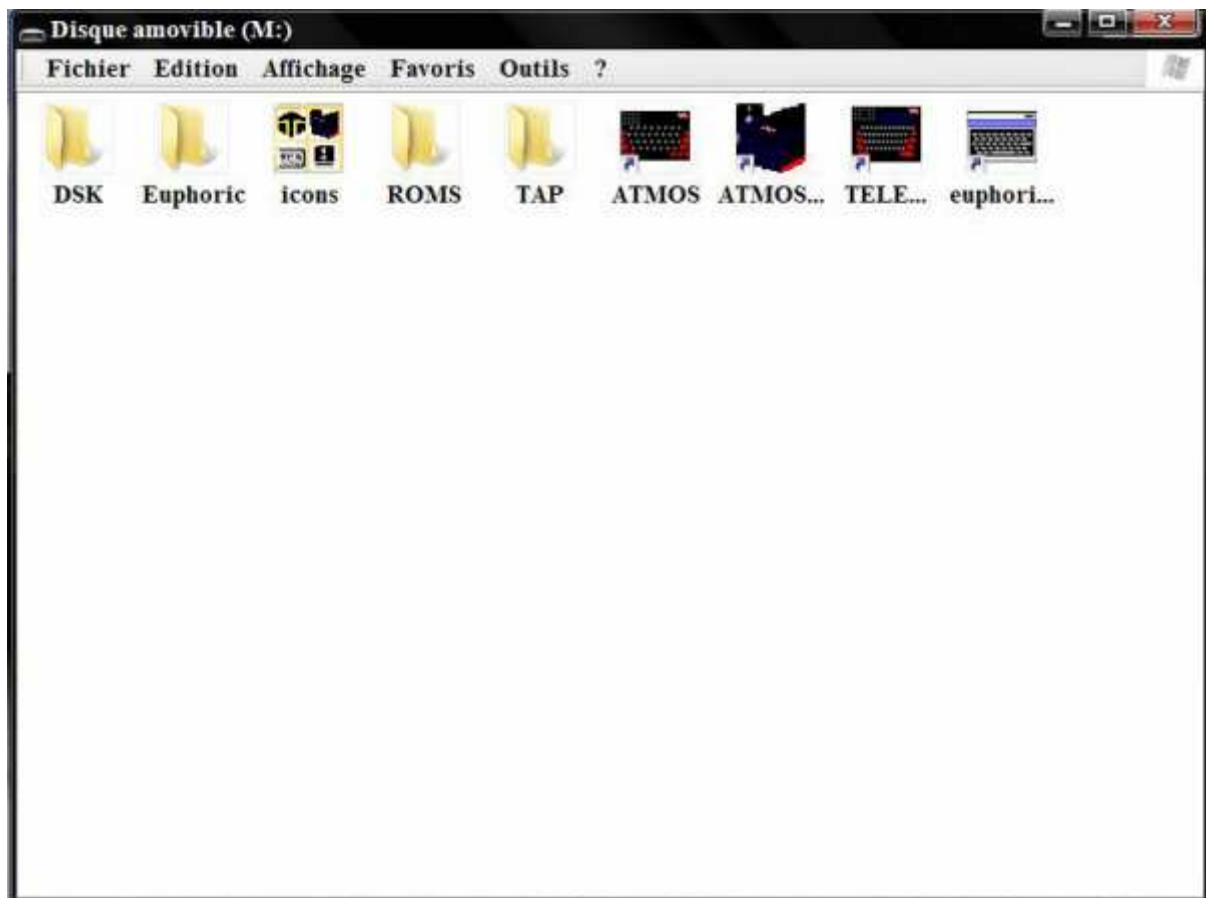 Disque amovible (M:)
Fichier Edition Affichage Favoris Outils ?
DSK Euphoric icons ROMS TAP ATMOS ATMOS... TELE... euphori...